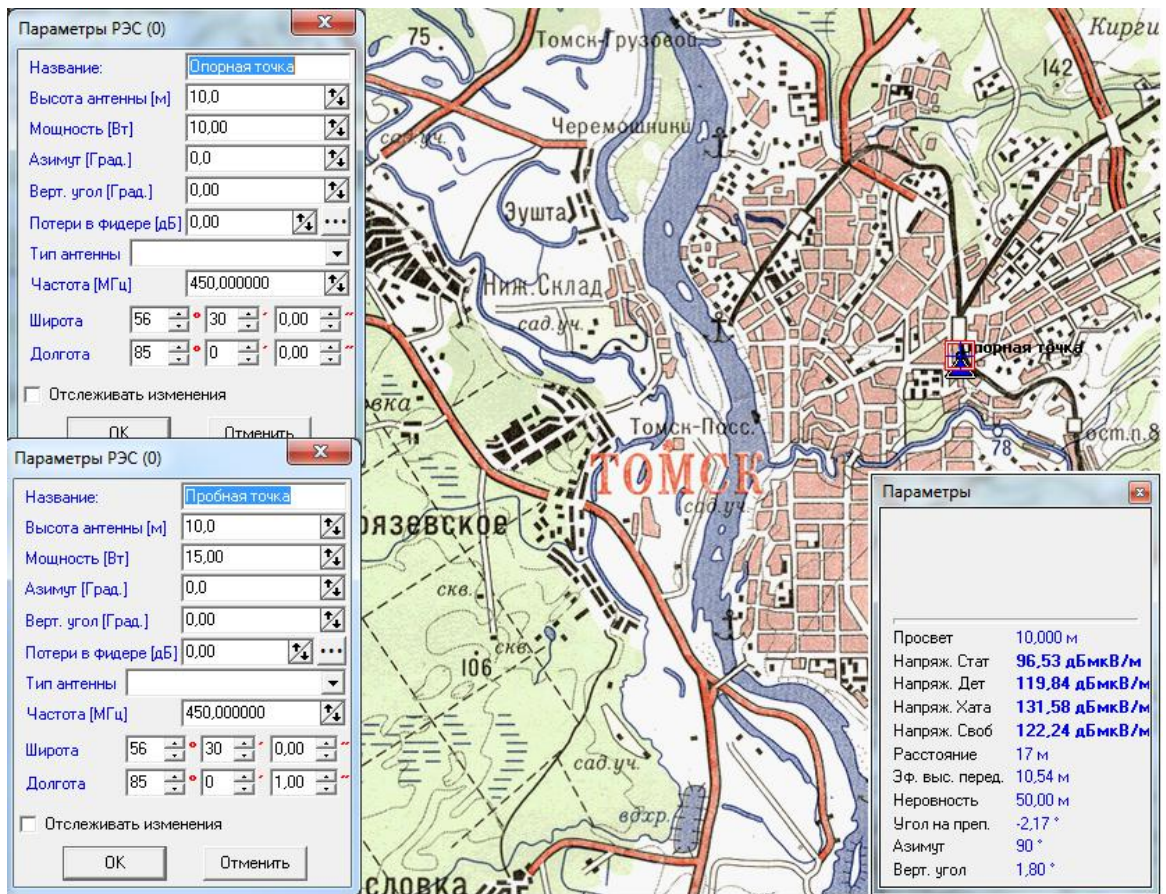 Параметры РЭС (0)
Название: Опорная точка
Высота антенны [м] 10,0
Мощность [Вт] 10,00
Азимут [Град.] 0,0
Верт. угол [Град.] 0,00
Потери в фидере [дБ] 0,00 ...
Тип антенны
Частота [МГц] 450,000000
Широта 56 ° 30 ' 0,00 "
Долгота 85 ° 0 ' 0,00 "
Отслеживать изменения
OK Отменить
Параметры РЭС (0)
Название: Пробная точка
Высота антенны [м] 10,0
Мощность [Вт] 15,00
Азимут [Град.] 0,0
Верт. угол [Град.] 0,00
Потери в фидере [дБ] 0,00 ...
Тип антенны
Частота [МГц] 450,000000
Широта 56 ° 30 ' 0,00 "
Долгота 85 ° 0 ' 1,00 "
Отслеживать изменения
OK Отменить
75.
Томск-Грузовой
Кирги
142
сад.уч.
Черемошники
Зушта
Ниж.Склад
сад.уч.
Опорная точка
овка
Томск-Пасс.
78
ост.п.8
ТОМСК
сад.уч.
рязевское
скв.
скв.
106
сад.уч.
вдхр.
словка
Параметры
Просвет 10,000 м
Напряж. Стат 96,53 дБмкВ/м
Напряж. Дет 119,84 дБмкВ/м
Напряж. Хата 131,58 дБмкВ/м
Напряж. Своб 122,24 дБмкВ/м
Расстояние 17 м
Эф. выс. перед. 10,54 м
Неровность 50,00 м
Угол на преп. -2,17 °
Азимут 90 °
Верт. угол 1,80 °